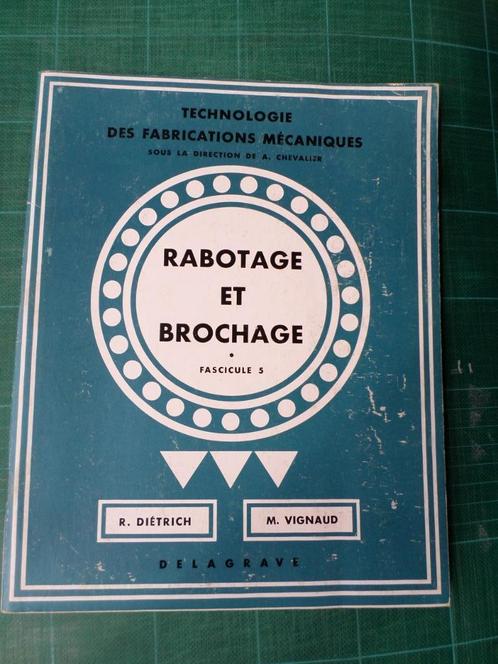 TECHNOLOGIE
DES FABRICATIONS MÉCANIQUES
SOUS LA DIRECTION DE A. CHEVALIER
RABOTAGE
ET
BROCHAGE
FASCICULE 5
R. DIÉTRICH
M. VIGNAUD
DELAGRAVE